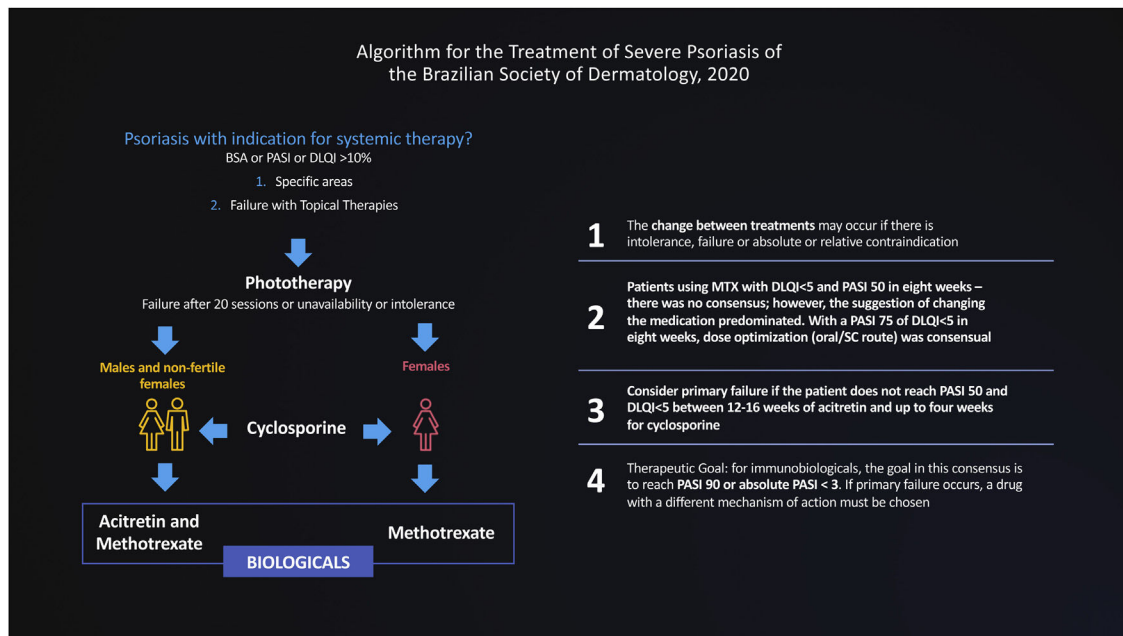 Algorithm for the Treatment of Severe Psoriasis of
the Brazilian Society of Dermatology, 2020
Psoriasis with indication for systemic therapy?
BSA or PASI or DLQI >10%
1. Specific areas
2. Failure with Topical Therapies
Phototherapy
Failure after 20 sessions or unavailability or intolerance
Males and non-fertile
females
Females
Cyclosporine
Acitretin and
Methotrexate
Methotrexate
BIOLOGICALS
1
The change between treatments may occur if there is
intolerance, failure or absolute or relative contraindication
2
Patients using MTX with DLQI<5 and PASI 50 in eight weeks –
there was no consensus; however, the suggestion of changing
the medication predominated. With a PASI 75 of DLQI<5 in
eight weeks, dose optimization (oral/SC route) was consensual
3
Consider primary failure if the patient does not reach PASI 50 and
DLQI<5 between 12-16 weeks of acitretin and up to four weeks
for cyclosporine
4
Therapeutic Goal: for immunobiologicals, the goal in this consensus is
to reach PASI 90 or absolute PASI < 3. If primary failure occurs, a drug
with a different mechanism of action must be chosen